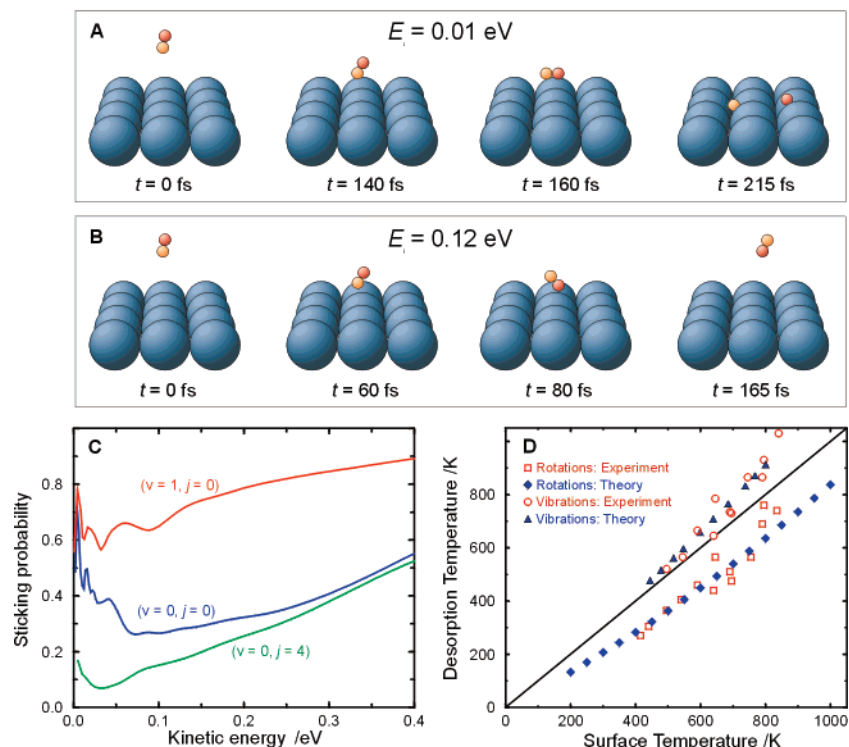 A
E i = 0.01 eV
t = 0 fs
t = 140 fs
t = 160 fs
t = 215 fs
B
E i = 0.12 eV
t = 0 fs
t = 60 fs
t = 80 fs
t = 165 fs
C
(v = 1, j = 0)
(v = 0, j = 0)
(v = 0, j = 4)
Sticking probability
0.8
0.6
0.4
0.2
0.0
0.0 0.1 0.2 0.3 0.4
Kinetic energy /eV
D
Rotations: Experiment
Rotations: Theory
Vibrations: Experiment
Vibrations: Theory
Desorption Temperature /K
800
600
400
200
0
0 200 400 600 800 1000
Surface Temperature /K